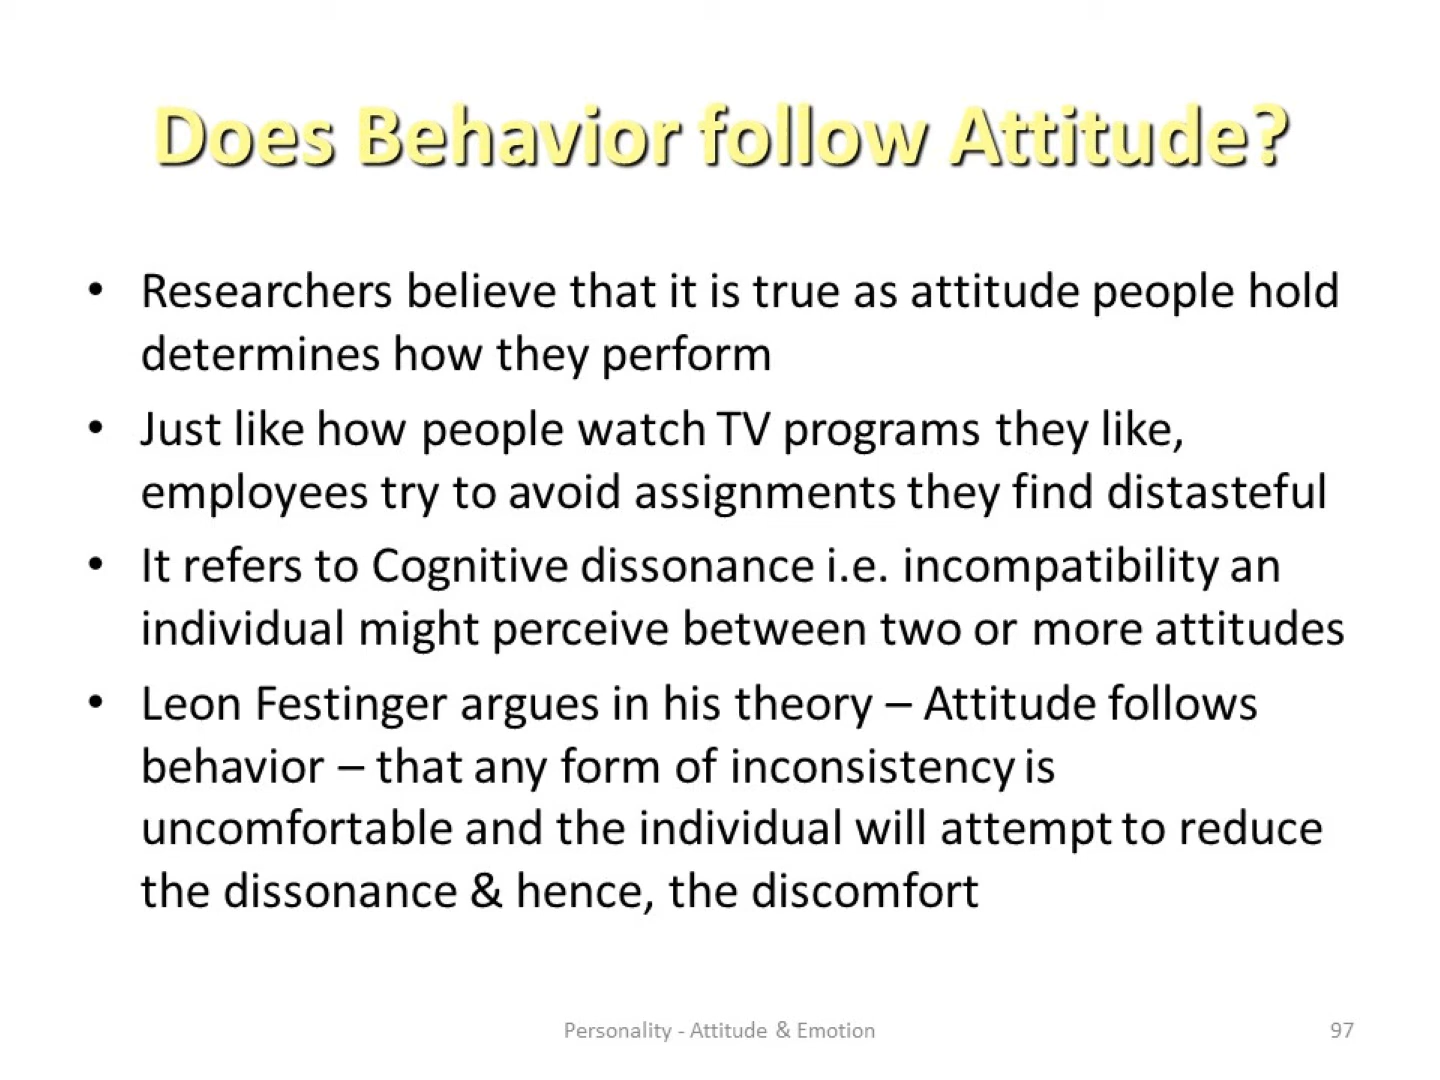 Does Behavior follow Attitude?
• Researchers believe that it is true as attitude people hold
determines how they perform
• Just like how people watch TV programs they like,
employees try to avoid assignments they find distasteful
• It refers to Cognitive dissonance i.e. incompatibility an
individual might perceive between two or more attitudes
• Leon Festinger argues in his theory – Attitude follows
behavior – that any form of inconsistency is
uncomfortable and the individual will attempt to reduce
the dissonance & hence, the discomfort
Personality - Attitude & Emotion 97